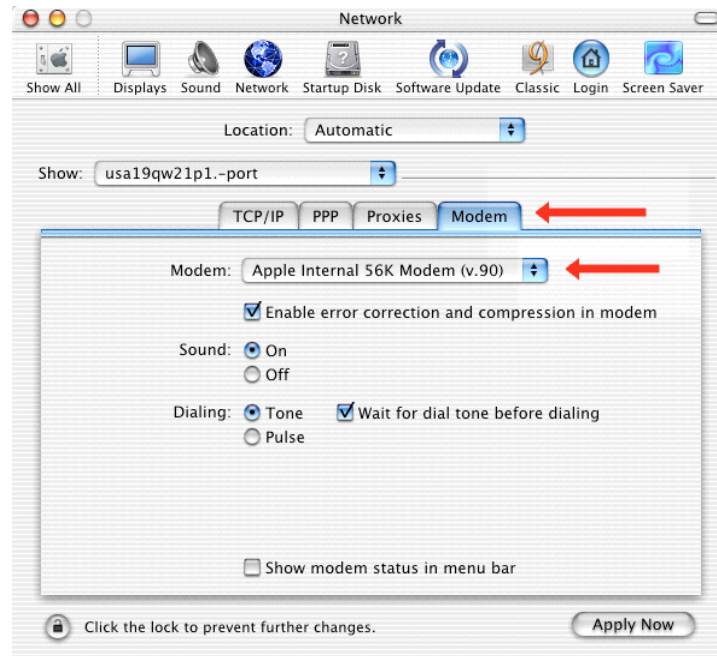 Network
Show All Displays Sound Network Startup Disk Software Update Classic Login Screen Saver
Location: Automatic
Show: usa19qw21p1.-port
TCP/IP PPP Proxies Modem
Modem: Apple Internal 56K Modem (v.90)
Enable error correction and compression in modem
Sound: On
Off
Dialing: Tone Wait for dial tone before dialing
Pulse
Show modem status in menu bar
Click the lock to prevent further changes. Apply Now